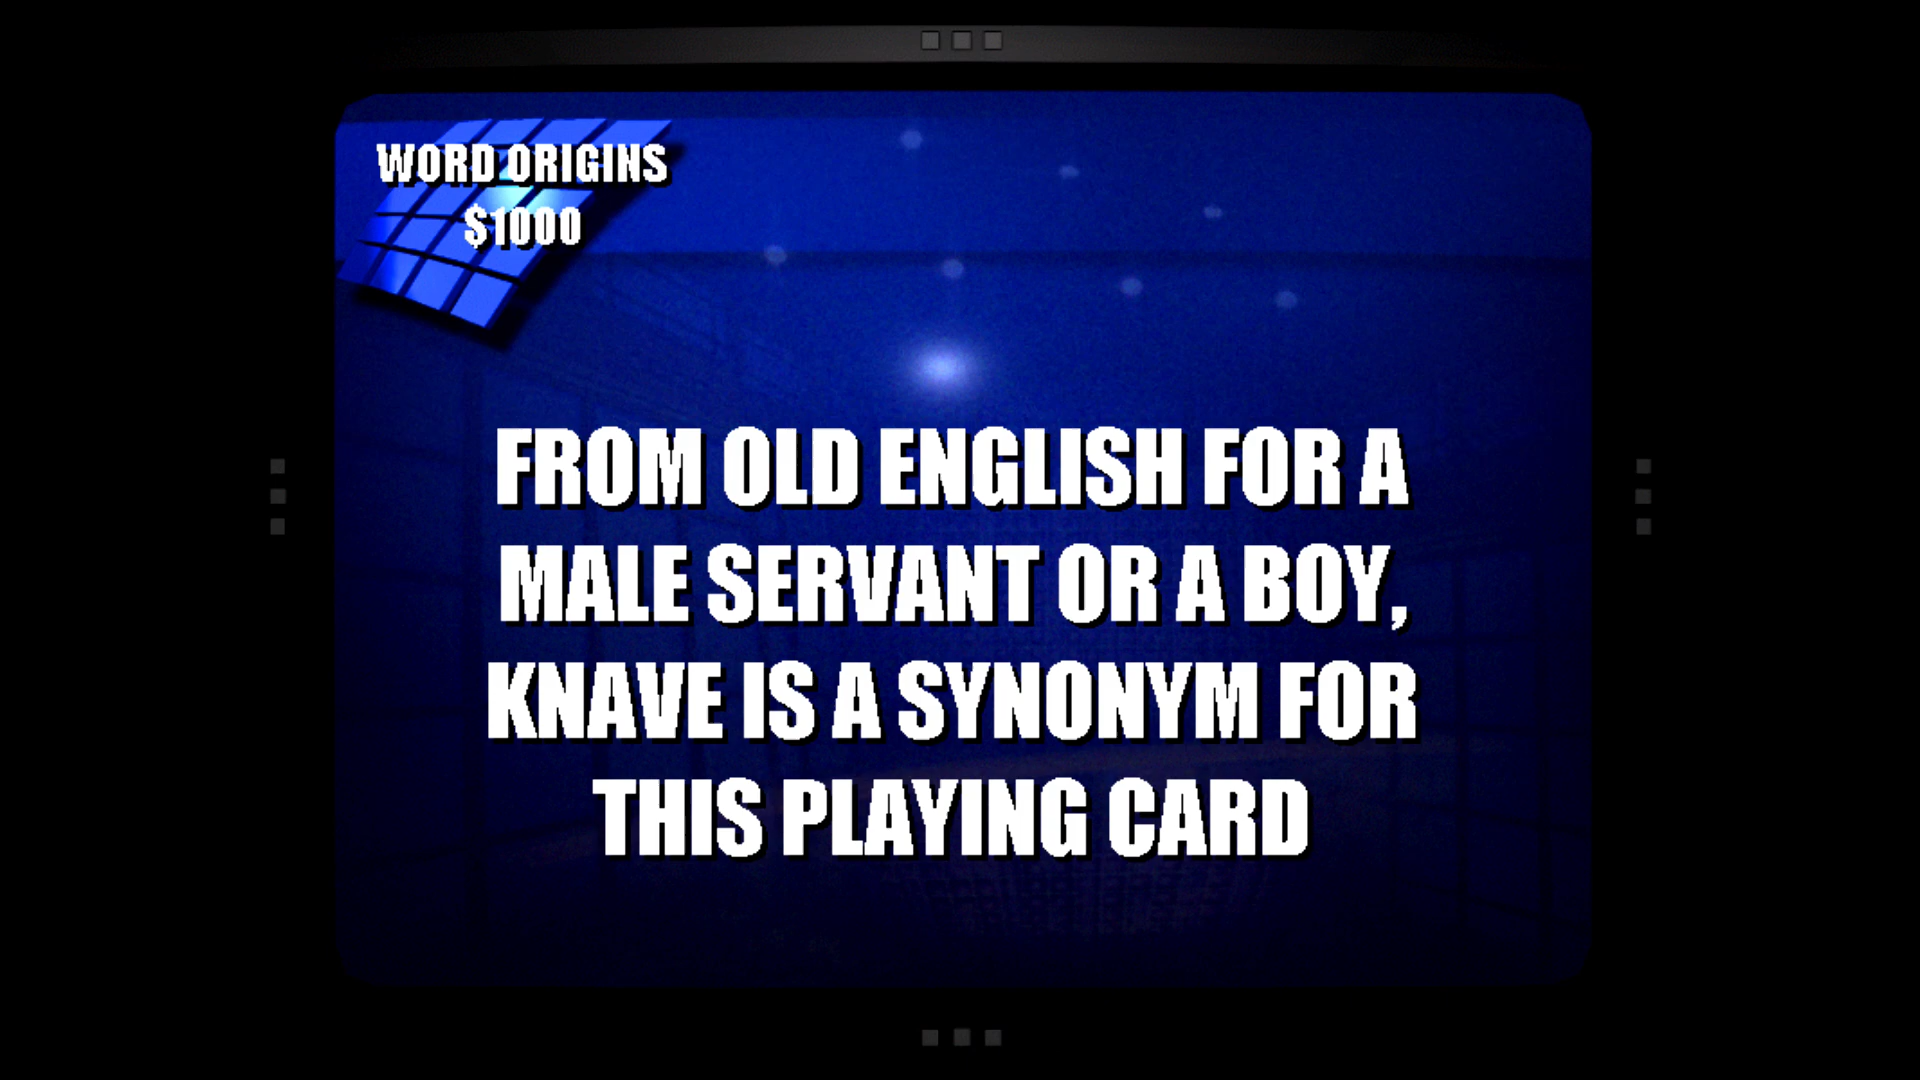 WORD ORIGINS
$1000
FROM OLD ENGLISH FOR A
MALE SERVANT OR A BOY,
KNAVE IS A SYNONYM FOR
THIS PLAYING CARD